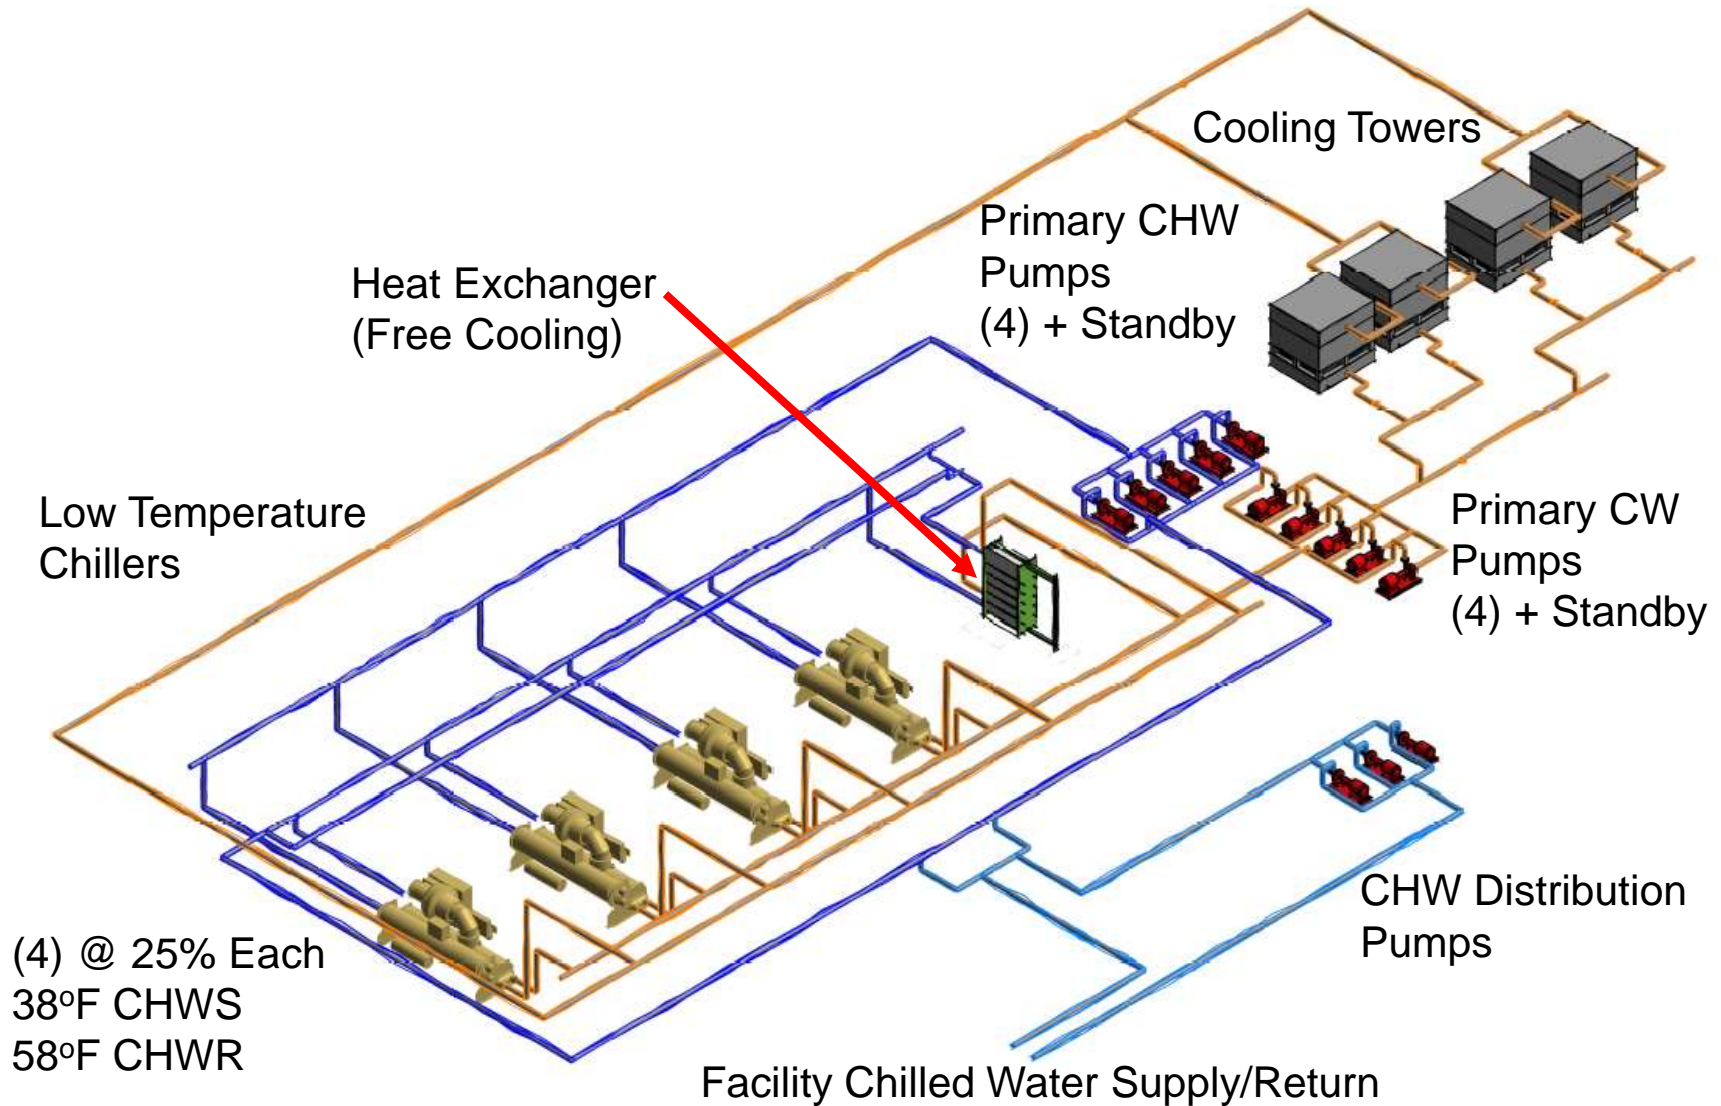 Cooling Towers
Primary CHW
Pumps
(4) + Standby
Heat Exchanger
(Free Cooling)
Low Temperature
Chillers
Primary CW
Pumps
(4) + Standby
CHW Distribution
Pumps
(4) @ 25% Each
38ºF CHWS
58ºF CHWR
Facility Chilled Water Supply/Return